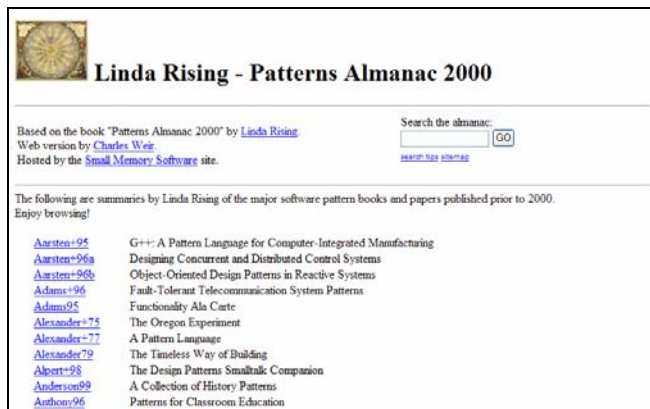 Linda Rising - Patterns Almanac 2000
Based on the book "Patterns Almanac 2000" by Linda Rising.
Web version by Charles Weir.
Hosted by the Small Memory Software site.
Search the almanac:
GO
search tips sitemap
The following are summaries by Linda Rising of the major software pattern books and papers published prior to 2000.
Enjoy browsing!
Aarsten+95 G++: A Pattern Language for Computer-Integrated Manufacturing
Aarsten+96a Designing Concurrent and Distributed Control Systems
Aarsten+96b Object-Oriented Design Patterns in Reactive Systems
Adams+96 Fault-Tolerant Telecommunication System Patterns
Adams95 Functionality Ala Carte
Alexander+75 The Oregon Experiment
Alexander+77 A Pattern Language
Alexander79 The Timeless Way of Building
Alpert+98 The Design Patterns Smalltalk Companion
Anderson99 A Collection of History Patterns
Anthony96 Patterns for Classroom Education